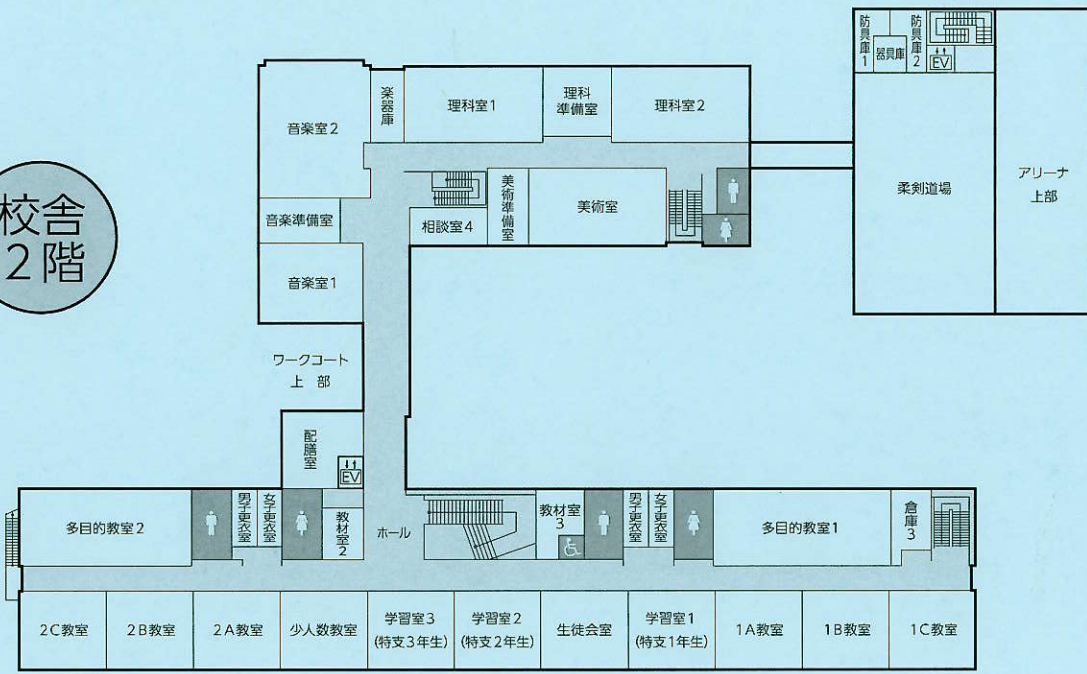 校舎
2階
防具庫1
器具庫
防具庫2
EV
柔剣道場
アリーナ
上部
音楽室2
楽器庫
理科室1
理科
準備室
理科室2
音楽準備室
相談室4
美術準備室
美術室
音楽室1
ワークコート
上 部
配膳室
EV
多目的教室2
男子更衣室
女子更衣室
教材室2
ホール
教材室3
男子更衣室
女子更衣室
多目的教室1
倉庫3
2C教室
2B教室
2A教室
少人数教室
学習室3
(特支3年生)
学習室2
(特支2年生)
生徒会室
学習室1
(特支1年生)
1A教室
1B教室
1C教室